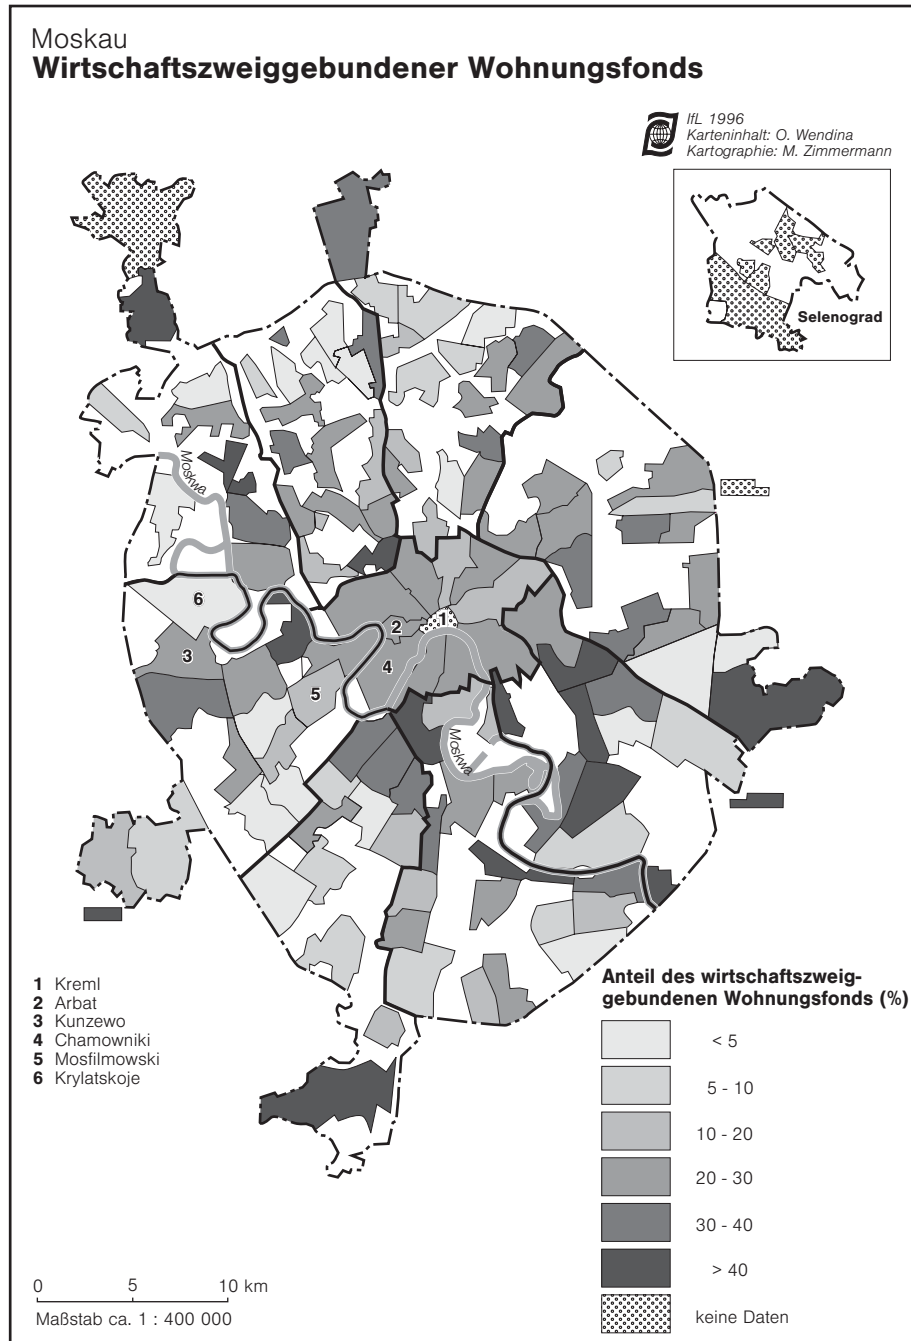 Moskau
Wirtschaftszweiggebundener Wohnungsfonds
IfL 1996
Karteninhalt: O. Wendina
Kartographie: M. Zimmermann
Selenograd
Moskwa
6
1
2
3
4
5
Moskwa
1 Kreml
2 Arbat
3 Kunzewo
4 Chamowniki
5 Mosfilmowski
6 Krylatskoje
Anteil des wirtschaftszweig-
gebundenen Wohnungsfonds (%)
< 5
5 - 10
10 - 20
20 - 30
30 - 40
> 40
keine Daten
0 5 10 km
Maßstab ca. 1 : 400 000